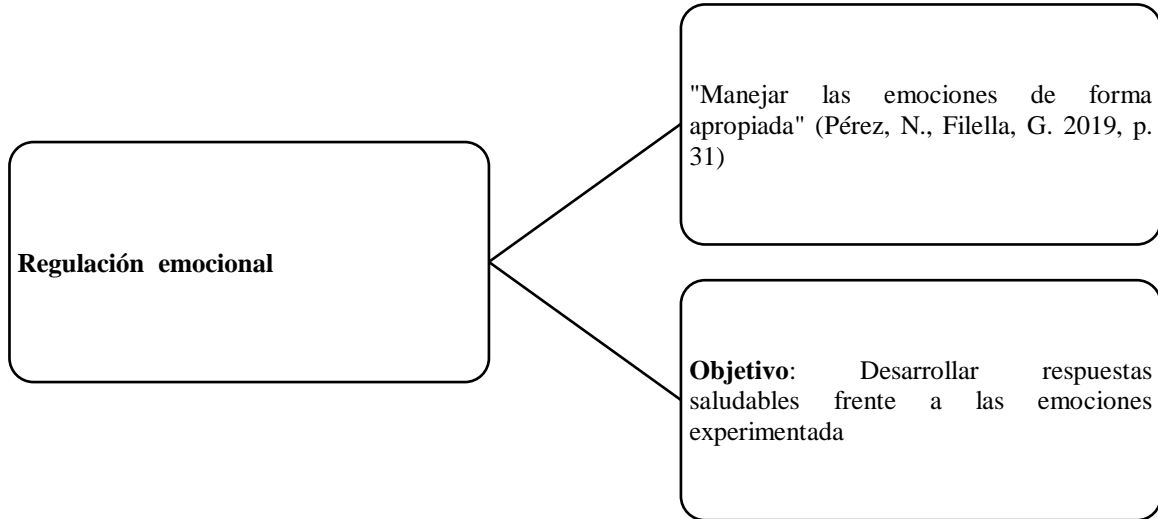 "Manejar las emociones de forma
apropiada" (Pérez, N., Filella, G. 2019, p.
31)
Regulación emocional
Objetivo: Desarrollar respuestas
saludables frente a las emociones
experimentada